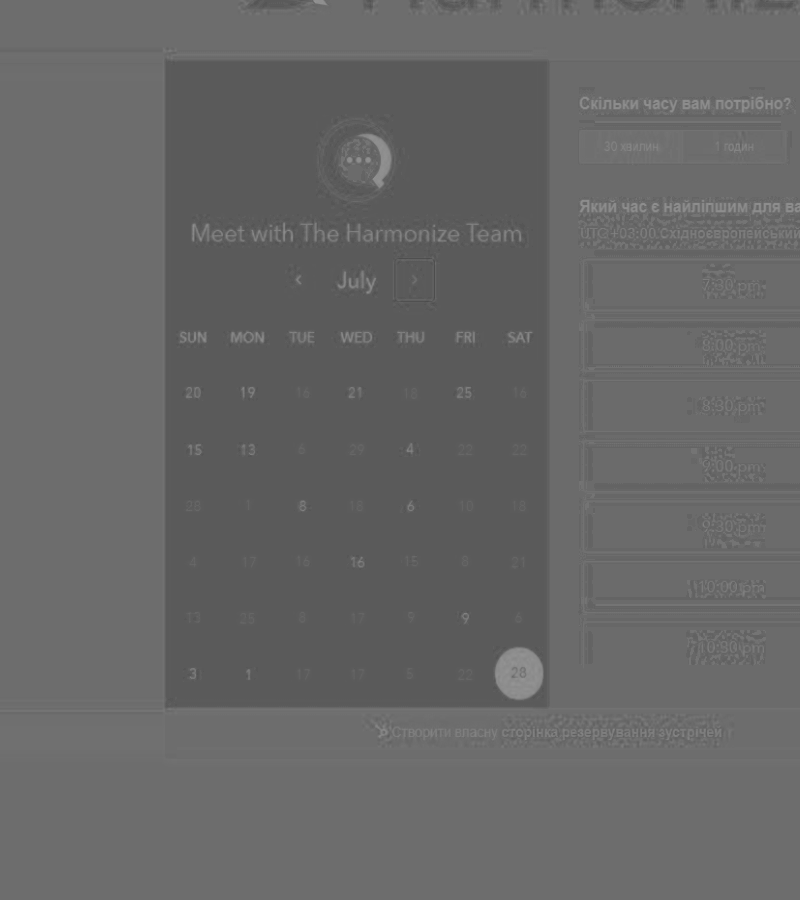 Meet with The Harmonize Team
July
SUN MON TUE WED THU FRI SAT
20 19 16 21 25 16
15 13 6 29 4 22 22
20 1 8 18 6 10 18
4 17 16 16 15 8 21
13 25 8 17 9 9 6
3 1 17 17 5 22 28
Скільки часу вам потрібно?
30 хвилин 1 годин
Який час є найліпшим для ва
UTC +03:00 Східноєвропейський
7:30 pm
8:00 pm
8:30 pm
9:00 pm
9:30 pm
10:00 pm
10:30 pm
Створити власну сторінка резервування зустрічей